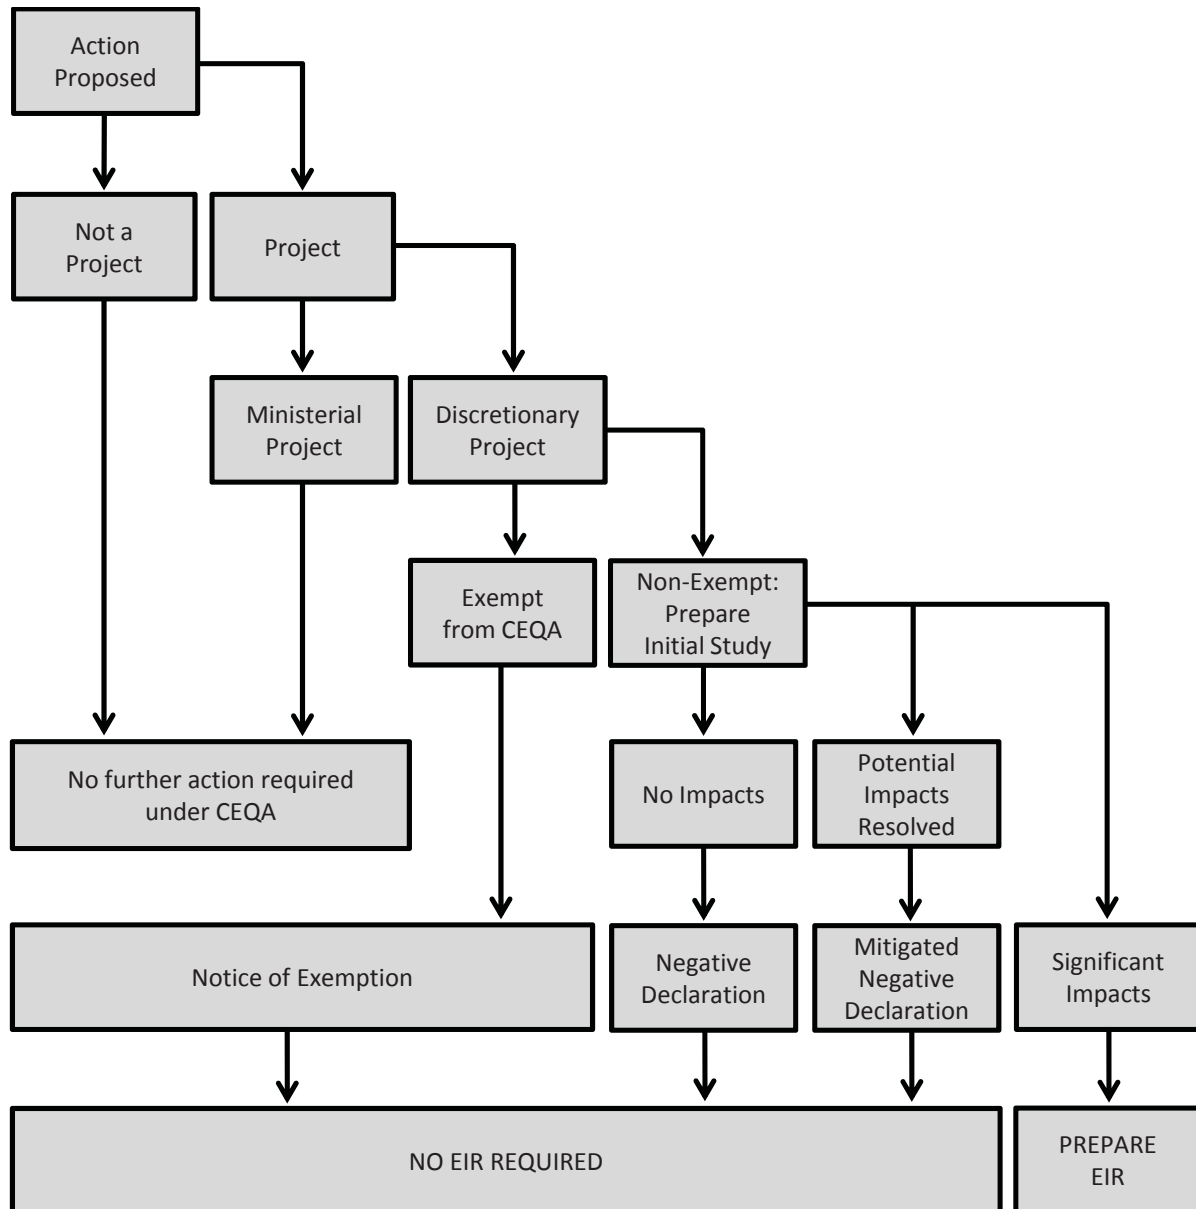 Action
Proposed
Not a
Project
Project
Ministerial
Project
Discretionary
Project
Exempt
from CEQA
Non-Exempt:
Prepare
Initial Study
No further action required
under CEQA
No Impacts
Potential
Impacts
Resolved
Notice of Exemption
Negative
Declaration
Mitigated
Negative
Declaration
Significant
Impacts
NO EIR REQUIRED
PREPARE
EIR